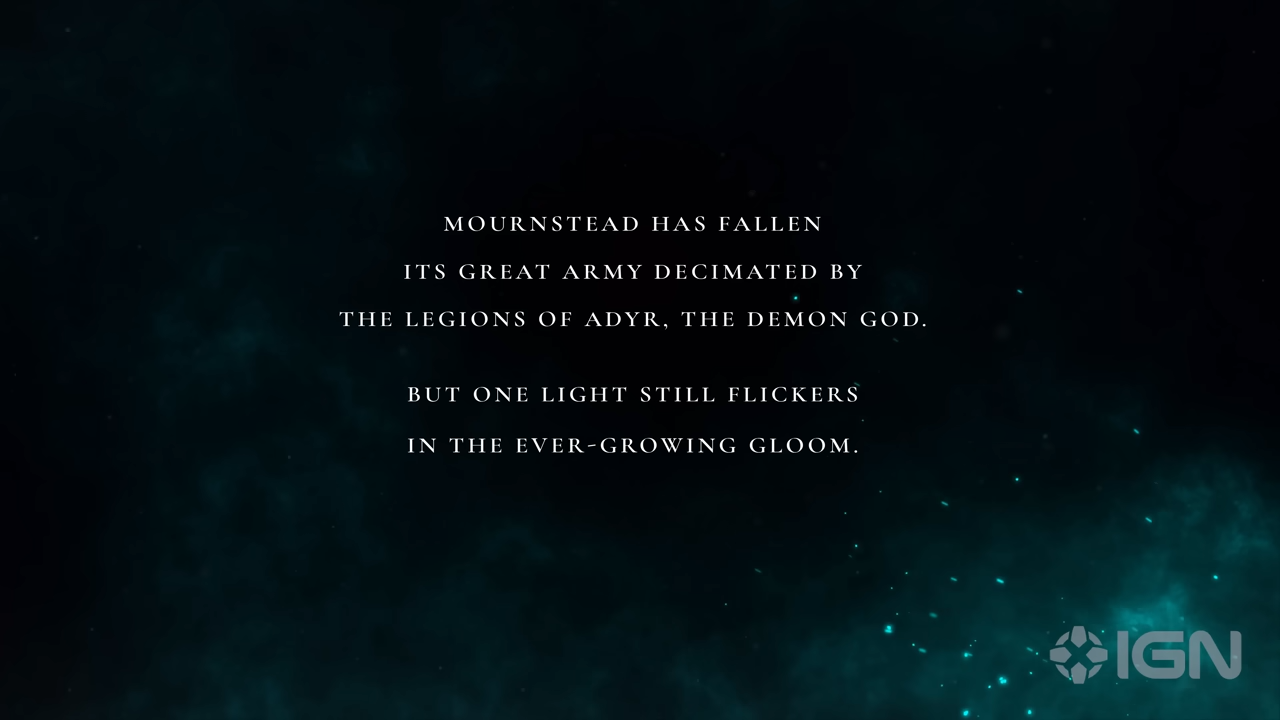 MOURNSTEAD HAS FALLEN
ITS GREAT ARMY DECIMATED BY
THE LEGIONS OF ADYR, THE DEMON GOD.
BUT ONE LIGHT STILL FLICKERS
IN THE EVER-GROWING GLOOM.
IGN